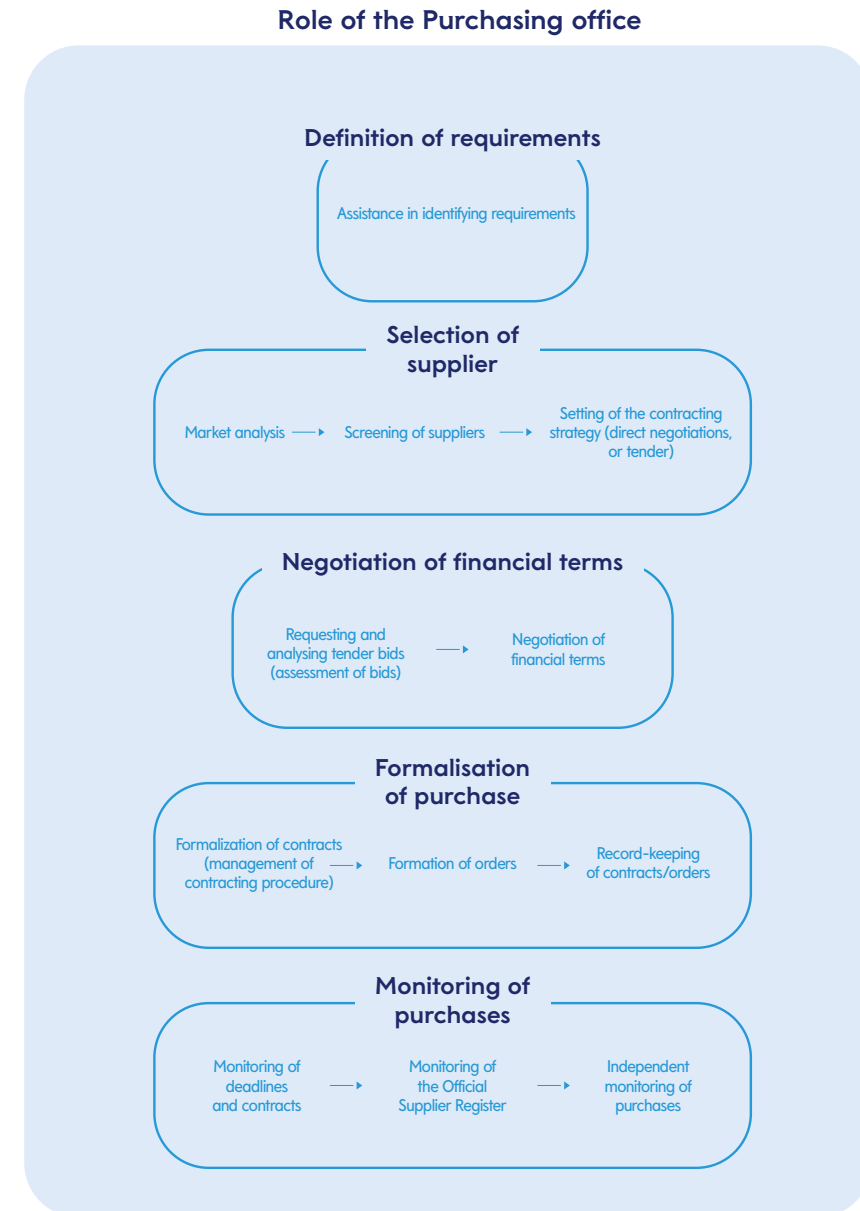 Role of the Purchasing office
Definition of requirements
Assistance in identifying requirements
Selection of
supplier
Market analysis
Screening of suppliers
Setting of the contracting
strategy (direct negotiations,
or tender)
Negotiation of financial terms
Requesting and
analysing tender bids
(assessment of bids)
Negotiation of
financial terms
Formalisation
of purchase
Formalization of contracts
(management of
contracting procedure)
Formation of orders
Record-keeping
of contracts/orders
Monitoring of
purchases
Monitoring of
deadlines
and contracts
Monitoring of
the Official
Supplier Register
Independent
monitoring of
purchases